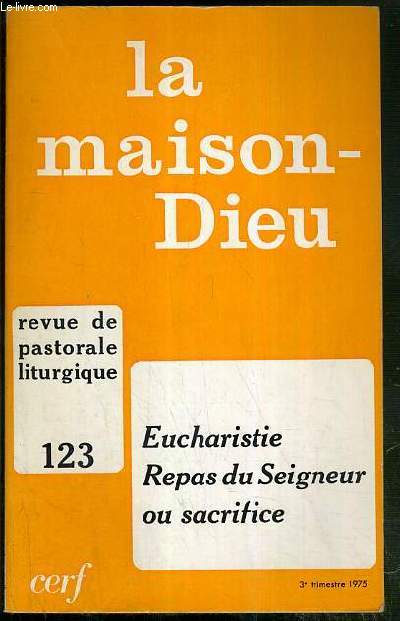 Le-livre.com
la
maison-
Dieu
revue de
pastorale
liturgique
123
Eucharistie
Repas du Seigneur
ou sacrifice
cerf
3e trimestre 1975